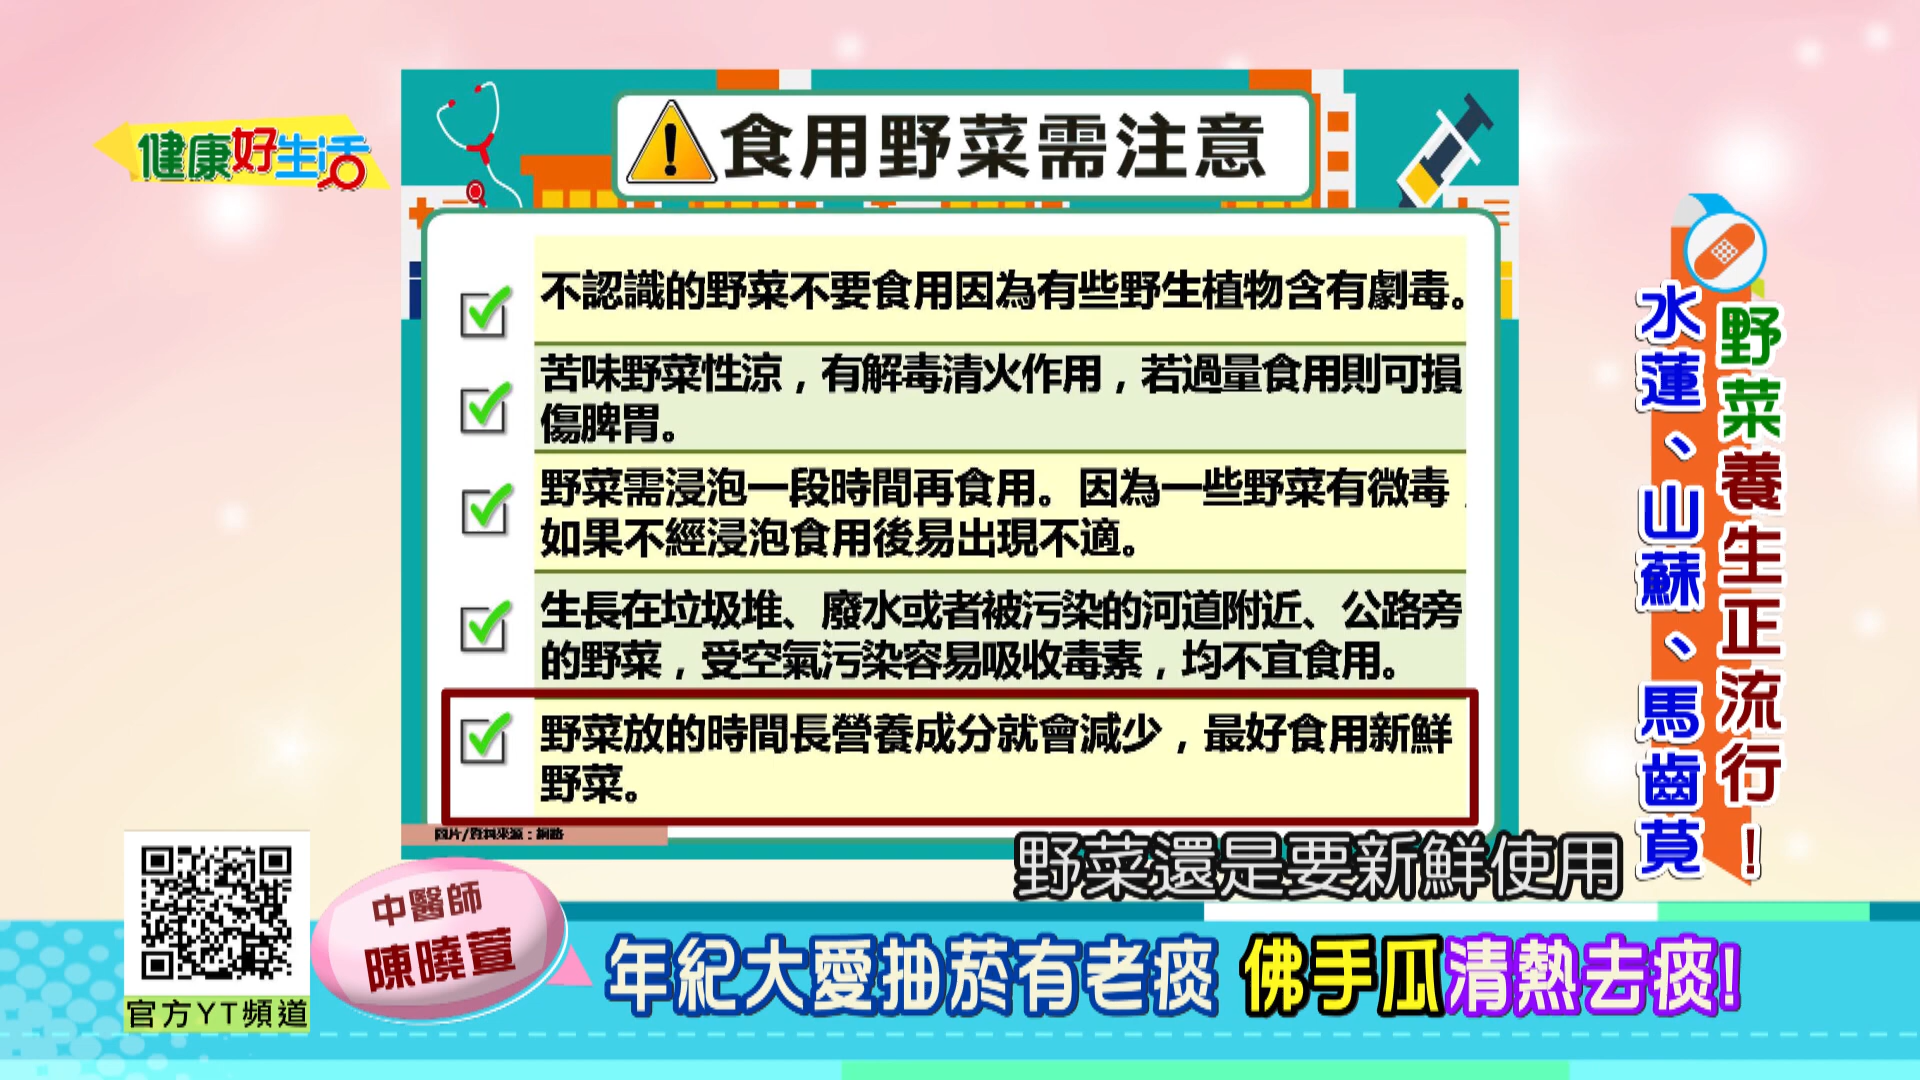 健康好生活
食用野菜需注意
不認識的野菜不要食用因為有些野生植物含有劇毒。
苦味野菜性涼，有解毒清火作用，若過量食用則可損
傷脾胃。
野菜需浸泡一段時間再食用。因為一些野菜有微毒，
如果不經浸泡食用後易出現不適。
生長在垃圾堆、廢水或者被污染的河道附近、公路旁
的野菜，受空氣污染容易吸收毒素，均不宜食用。
野菜放的時間長營養成分就會減少，最好食用新鮮
野菜。
圖片/資料來源：網路
野菜養生正流行！
水蓮、山蘇、馬齒莧
野菜還是要新鮮使用
中醫師
陳曉萱
年紀大愛抽菸有老痰 佛手瓜清熱去痰!
官方YT頻道